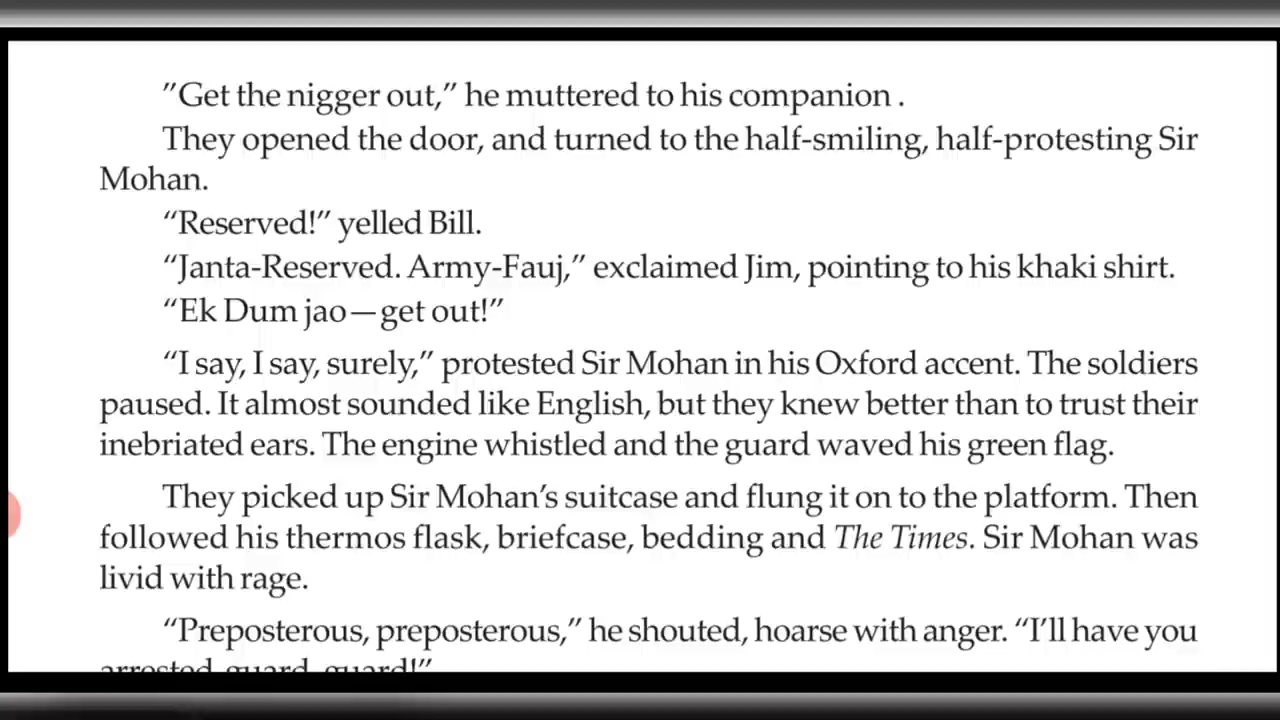 ”Get the nigger out,” he muttered to his companion .
They opened the door, and turned to the half-smiling, half-protesting Sir
Mohan.
“Reserved!” yelled Bill.
“Janta-Reserved. Army-Fauj,” exclaimed Jim, pointing to his khaki shirt.
“Ek Dum jao—get out!”
“I say, I say, surely,” protested Sir Mohan in his Oxford accent. The soldiers
paused. It almost sounded like English, but they knew better than to trust their
inebriated ears. The engine whistled and the guard waved his green flag.
They picked up Sir Mohan’s suitcase and flung it on to the platform. Then
followed his thermos flask, briefcase, bedding and The Times. Sir Mohan was
livid with rage.
“Preposterous, preposterous,” he shouted, hoarse with anger. “I’ll have you
arrested, guard, guard!”